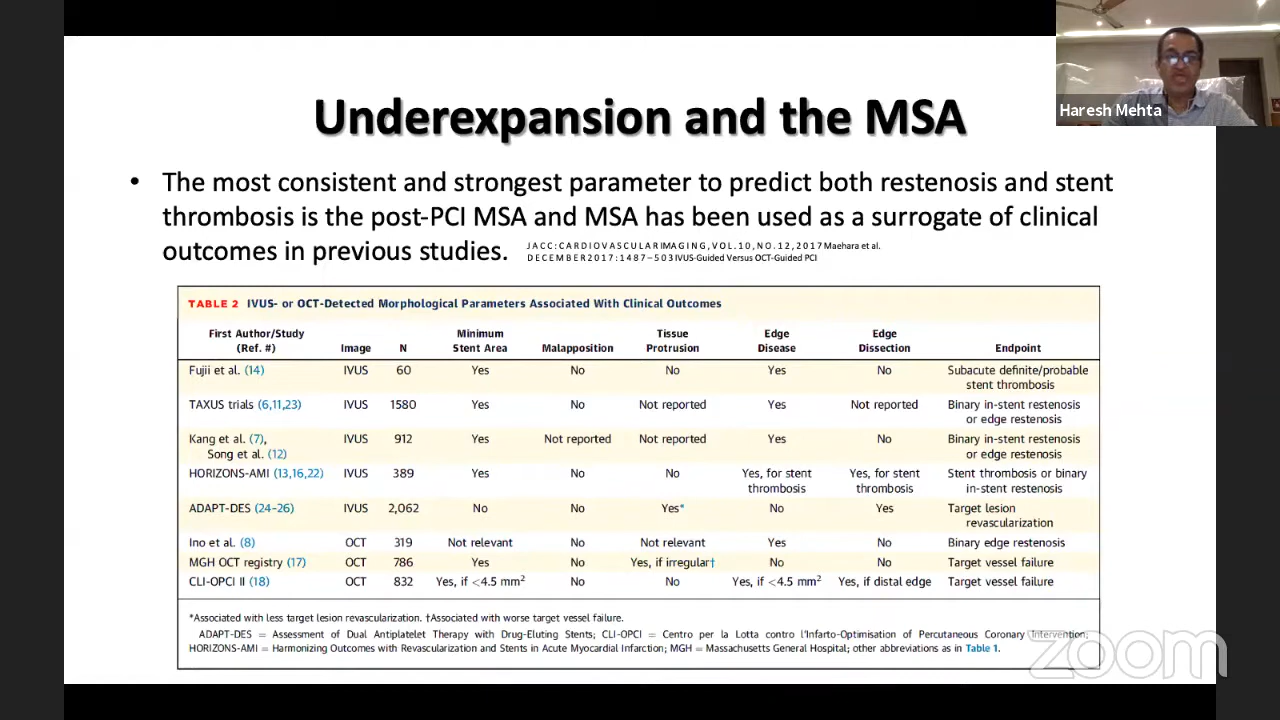 Underexpansion and the MSA
Haresh Mehta
• The most consistent and strongest parameter to predict both restenosis and stent
thrombosis is the post-PCI MSA and MSA has been used as a surrogate of clinical
outcomes in previous studies.
JACC: CARDIOVASCULAR IMAGING, VOL. 10, NO. 12, 2017 Maehara et al.
DECEMBER 2017: 1487–503 IVUS-Guided Versus OCT-Guided PCI
TABLE 2 IVUS- or OCT-Detected Morphological Parameters Associated With Clinical Outcomes
First Author/Study Minimum Tissue Edge Edge
(Ref. #) Image N Stent Area Malapposition Protrusion Disease Dissection Endpoint
Fujii et al. (14) IVUS 60 Yes No No Yes No Subacute definite/probable
stent thrombosis
TAXUS trials (6,11,23) IVUS 1580 Yes No Not reported Yes Not reported Binary in-stent restenosis
or edge restenosis
Kang et al. (7), IVUS 912 Yes Not reported Not reported Yes No Binary in-stent restenosis
Song et al. (12) or edge restenosis
HORIZONS-AMI (13,16,22) IVUS 389 Yes No No Yes, for stent Yes, for stent Stent thrombosis or binary
thrombosis thrombosis in-stent restenosis
ADAPT-DES (24–26) IVUS 2,062 No No Yes* No Yes Target lesion
revascularization
Ino et al. (8) OCT 319 Not relevant No Not relevant Yes No Binary edge restenosis
MGH OCT registry (17) OCT 786 Yes No Yes, if irregular† No No Target vessel failure
CLI-OPCI II (18) OCT 832 Yes, if <4.5 mm² No No Yes, if <4.5 mm² Yes, if distal edge Target vessel failure
*Associated with less target lesion revascularization. †Associated with worse target vessel failure.
ADAPT-DES = Assessment of Dual Antiplatelet Therapy with Drug-Eluting Stents; CLI-OPCI = Centro per la Lotta contro l'Infarto-Optimisation of Percutaneous Coronary Intervention;
HORIZONS-AMI = Harmonizing Outcomes with Revascularization and Stents in Acute Myocardial Infarction; MGH = Massachusetts General Hospital; other abbreviations as in Table 1.
zoom